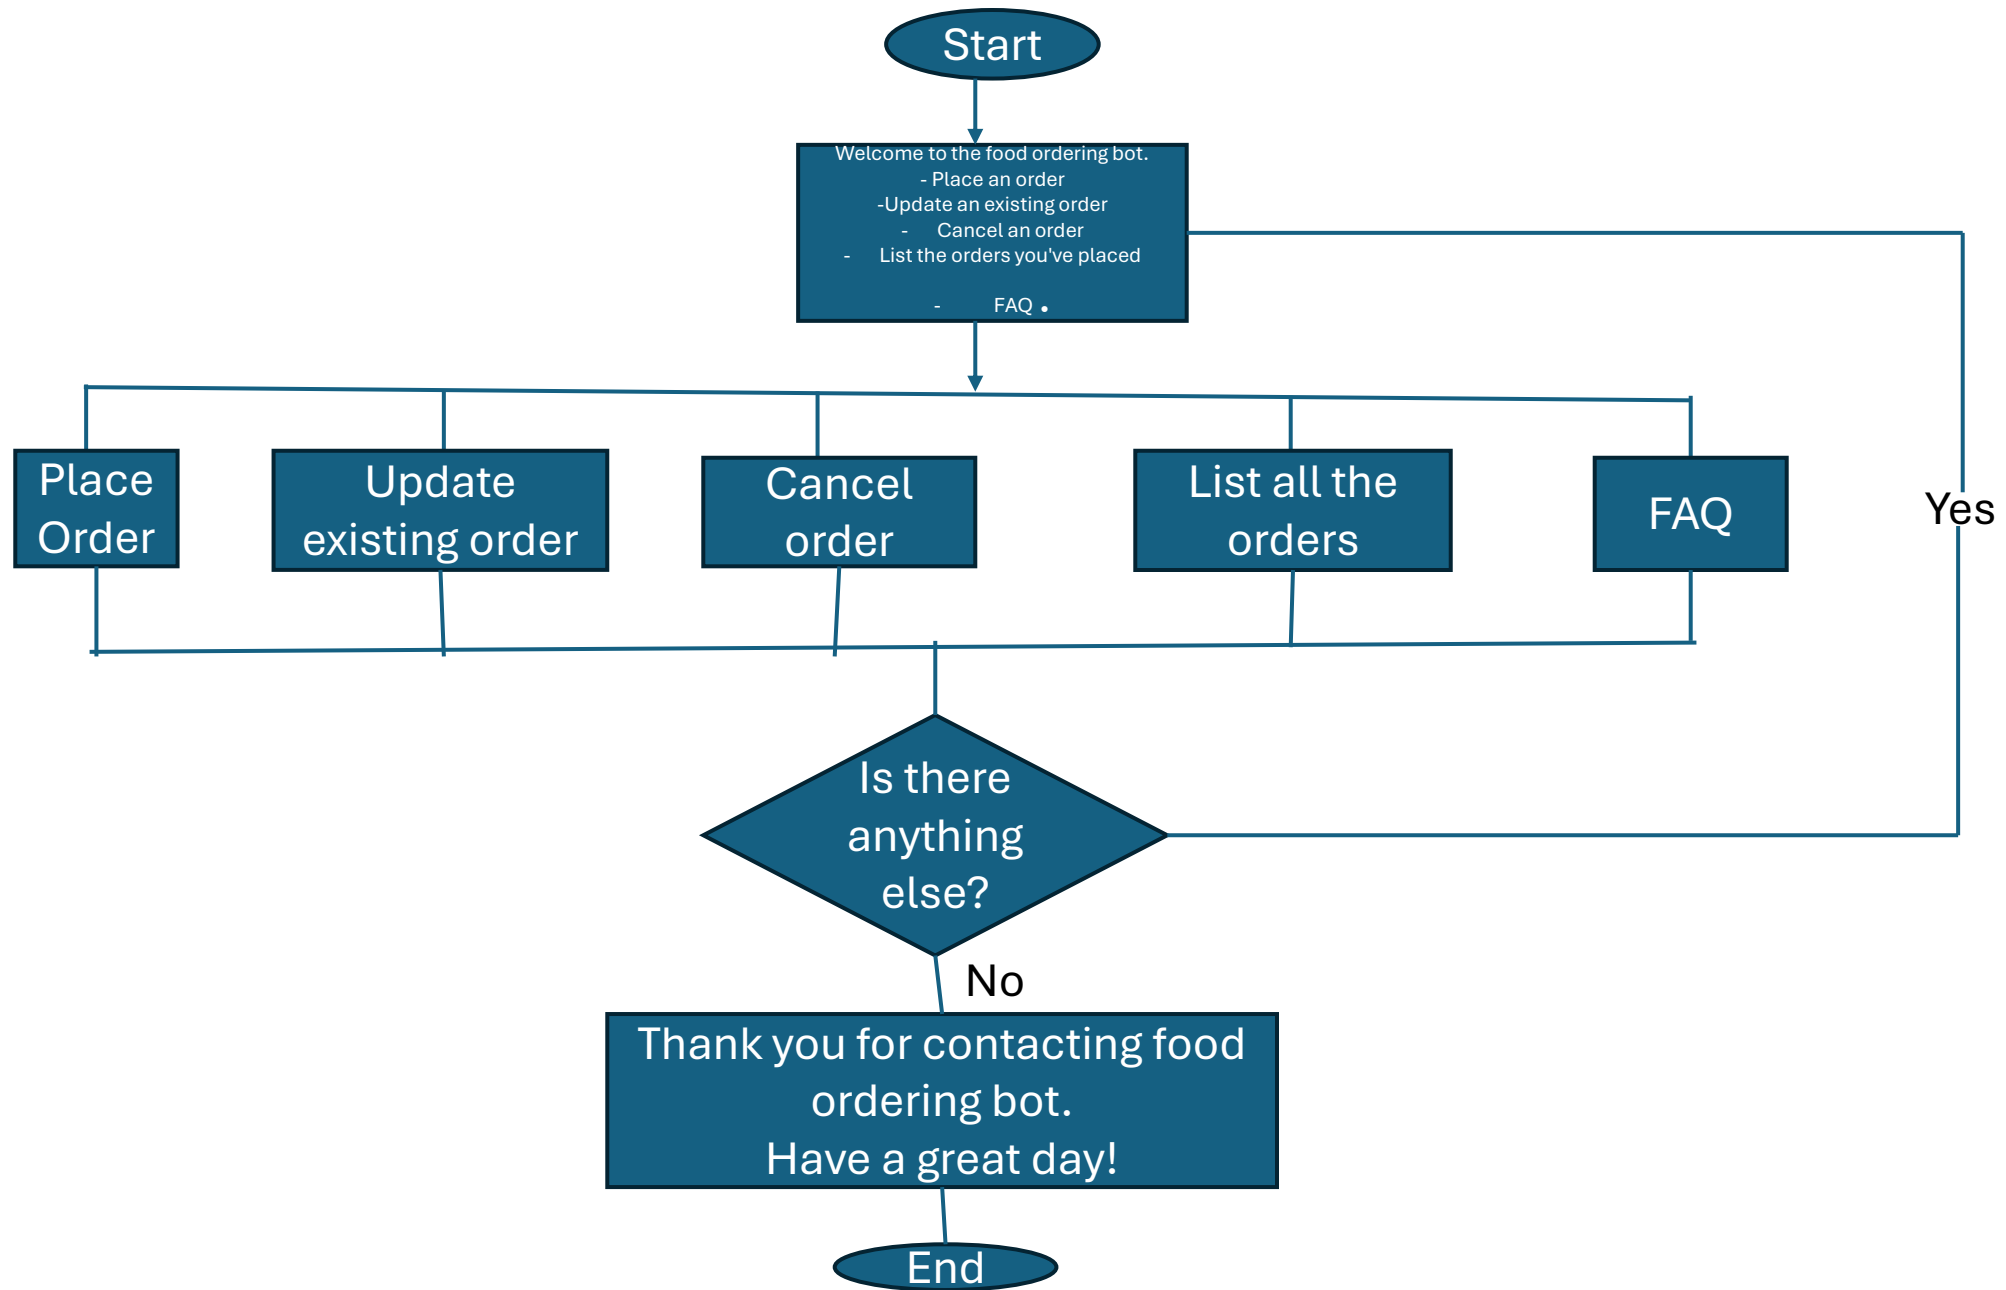 Start
Welcome to the food ordering bot.
- Place an order
-Update an existing order
- Cancel an order
- List the orders you've placed
- FAQ.
Place
Order
Update
existing order
Cancel
order
List all the
orders
FAQ
Yes
Is there
anything
else?
No
Thank you for contacting food
ordering bot.
Have a great day!
End